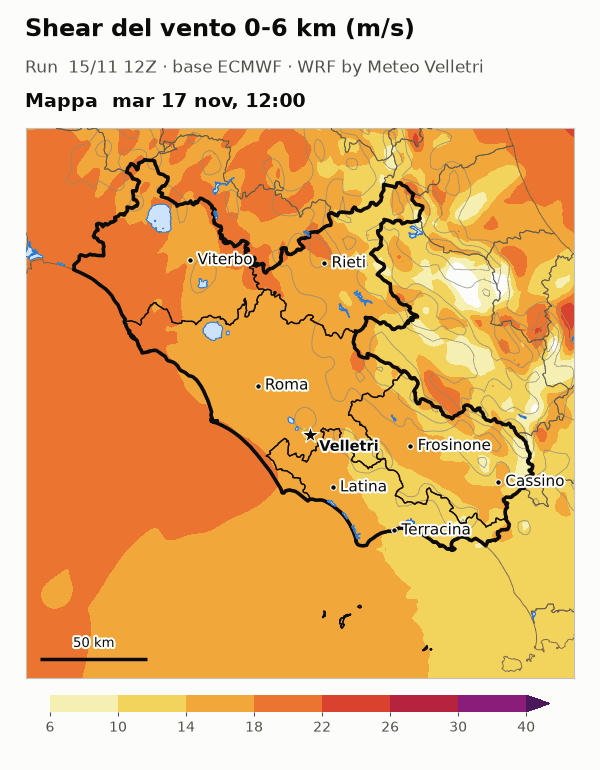 Shear del vento 0-6 km (m/s)
Run  15/11 12Z · base ECMWF · WRF by Meteo Velletri
Mappa  mar 17 nov, 12:00
Viterbo
Rieti
Roma
Velletri
Frosinone
Latina
Cassino
Terracina
50 km
6 10 14 18 22 26 30 40